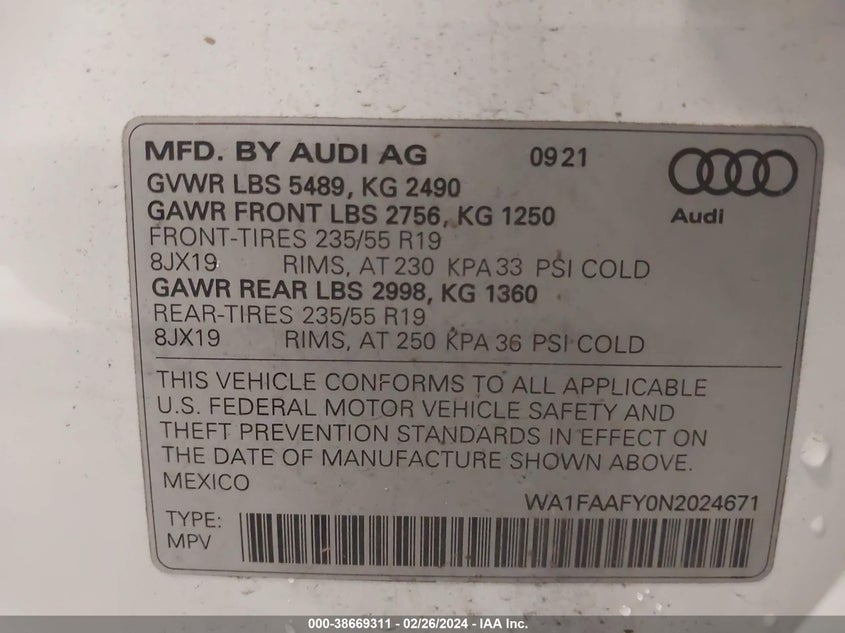 MFD. BY AUDI AG 09 21
GVWR LBS 5489, KG 2490
GAWR FRONT LBS 2756, KG 1250
Audi
FRONT-TIRES 235/55 R19
8JX19 RIMS, AT 230 KPA 33 PSI COLD
GAWR REAR LBS 2998, KG 1360
REAR-TIRES 235/55 R19
8JX19 RIMS, AT 250 KPA 36 PSI COLD
THIS VEHICLE CONFORMS TO ALL APPLICABLE
U.S. FEDERAL MOTOR VEHICLE SAFETY AND
THEFT PREVENTION STANDARDS IN EFFECT ON
THE DATE OF MANUFACTURE SHOWN ABOVE.
MEXICO
WA1FAAFY0N2024671
TYPE:
MPV
000-38669311 - 02/26/2024 - IAA Inc.